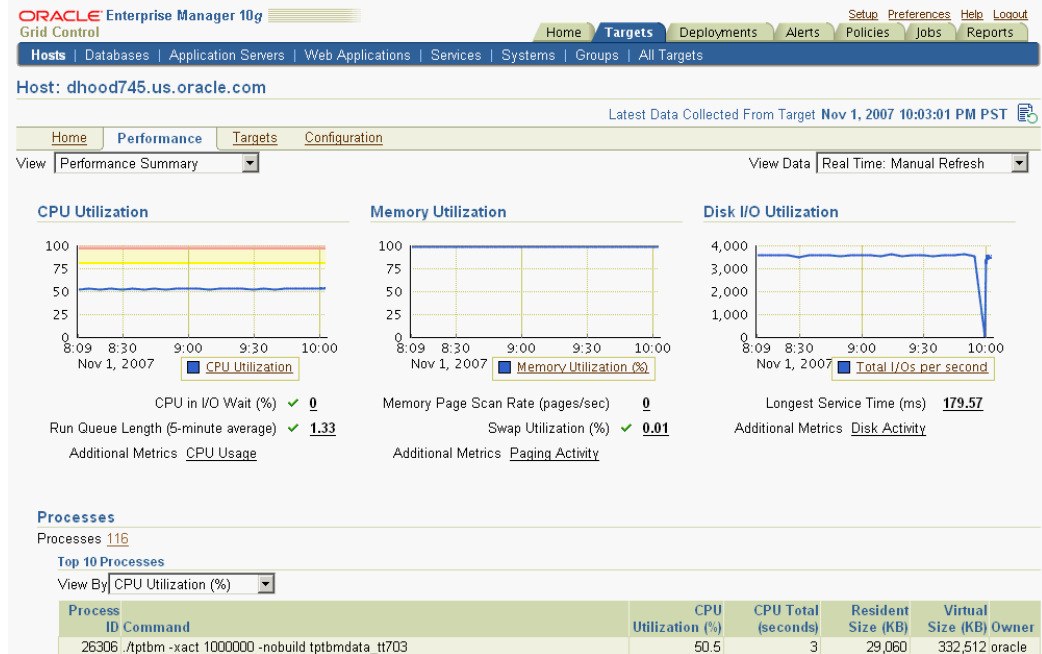 ORACLE Enterprise Manager 10g
Grid Control
Setup Preferences Help Logout
Home Targets Deployments Alerts Policies Jobs Reports
Hosts | Databases | Application Servers | Web Applications | Services | Systems | Groups | All Targets
Host: dhood745.us.oracle.com
Latest Data Collected From Target Nov 1, 2007 10:03:01 PM PST
Home Performance Targets Configuration
View Performance Summary View Data Real Time: Manual Refresh
CPU Utilization
100
75
50
25
0
8:09 8:30 9:00 9:30 10:00
Nov 1, 2007
CPU Utilization
CPU in I/O Wait (%) 0
Run Queue Length (5-minute average) 1.33
Additional Metrics CPU Usage
Memory Utilization
100
75
50
25
0
8:09 8:30 9:00 9:30 10:00
Nov 1, 2007
Memory Utilization (%)
Memory Page Scan Rate (pages/sec) 0
Swap Utilization (%) 0.01
Additional Metrics Paging Activity
Disk I/O Utilization
4,000
3,000
2,000
1,000
0
8:09 8:30 9:00 9:30 10:00
Nov 1, 2007
Total I/Os per second
Longest Service Time (ms) 179.57
Additional Metrics Disk Activity
Processes
Processes 116
Top 10 Processes
View By CPU Utilization (%)
Process ID Command CPU Utilization (%) CPU Total (seconds) Resident Size (KB) Virtual Size (KB) Owner
26306 ./tptbm -xact 1000000 -nobuild tptbmdata_tt703 50.5 3 29,060 332,512 oracle